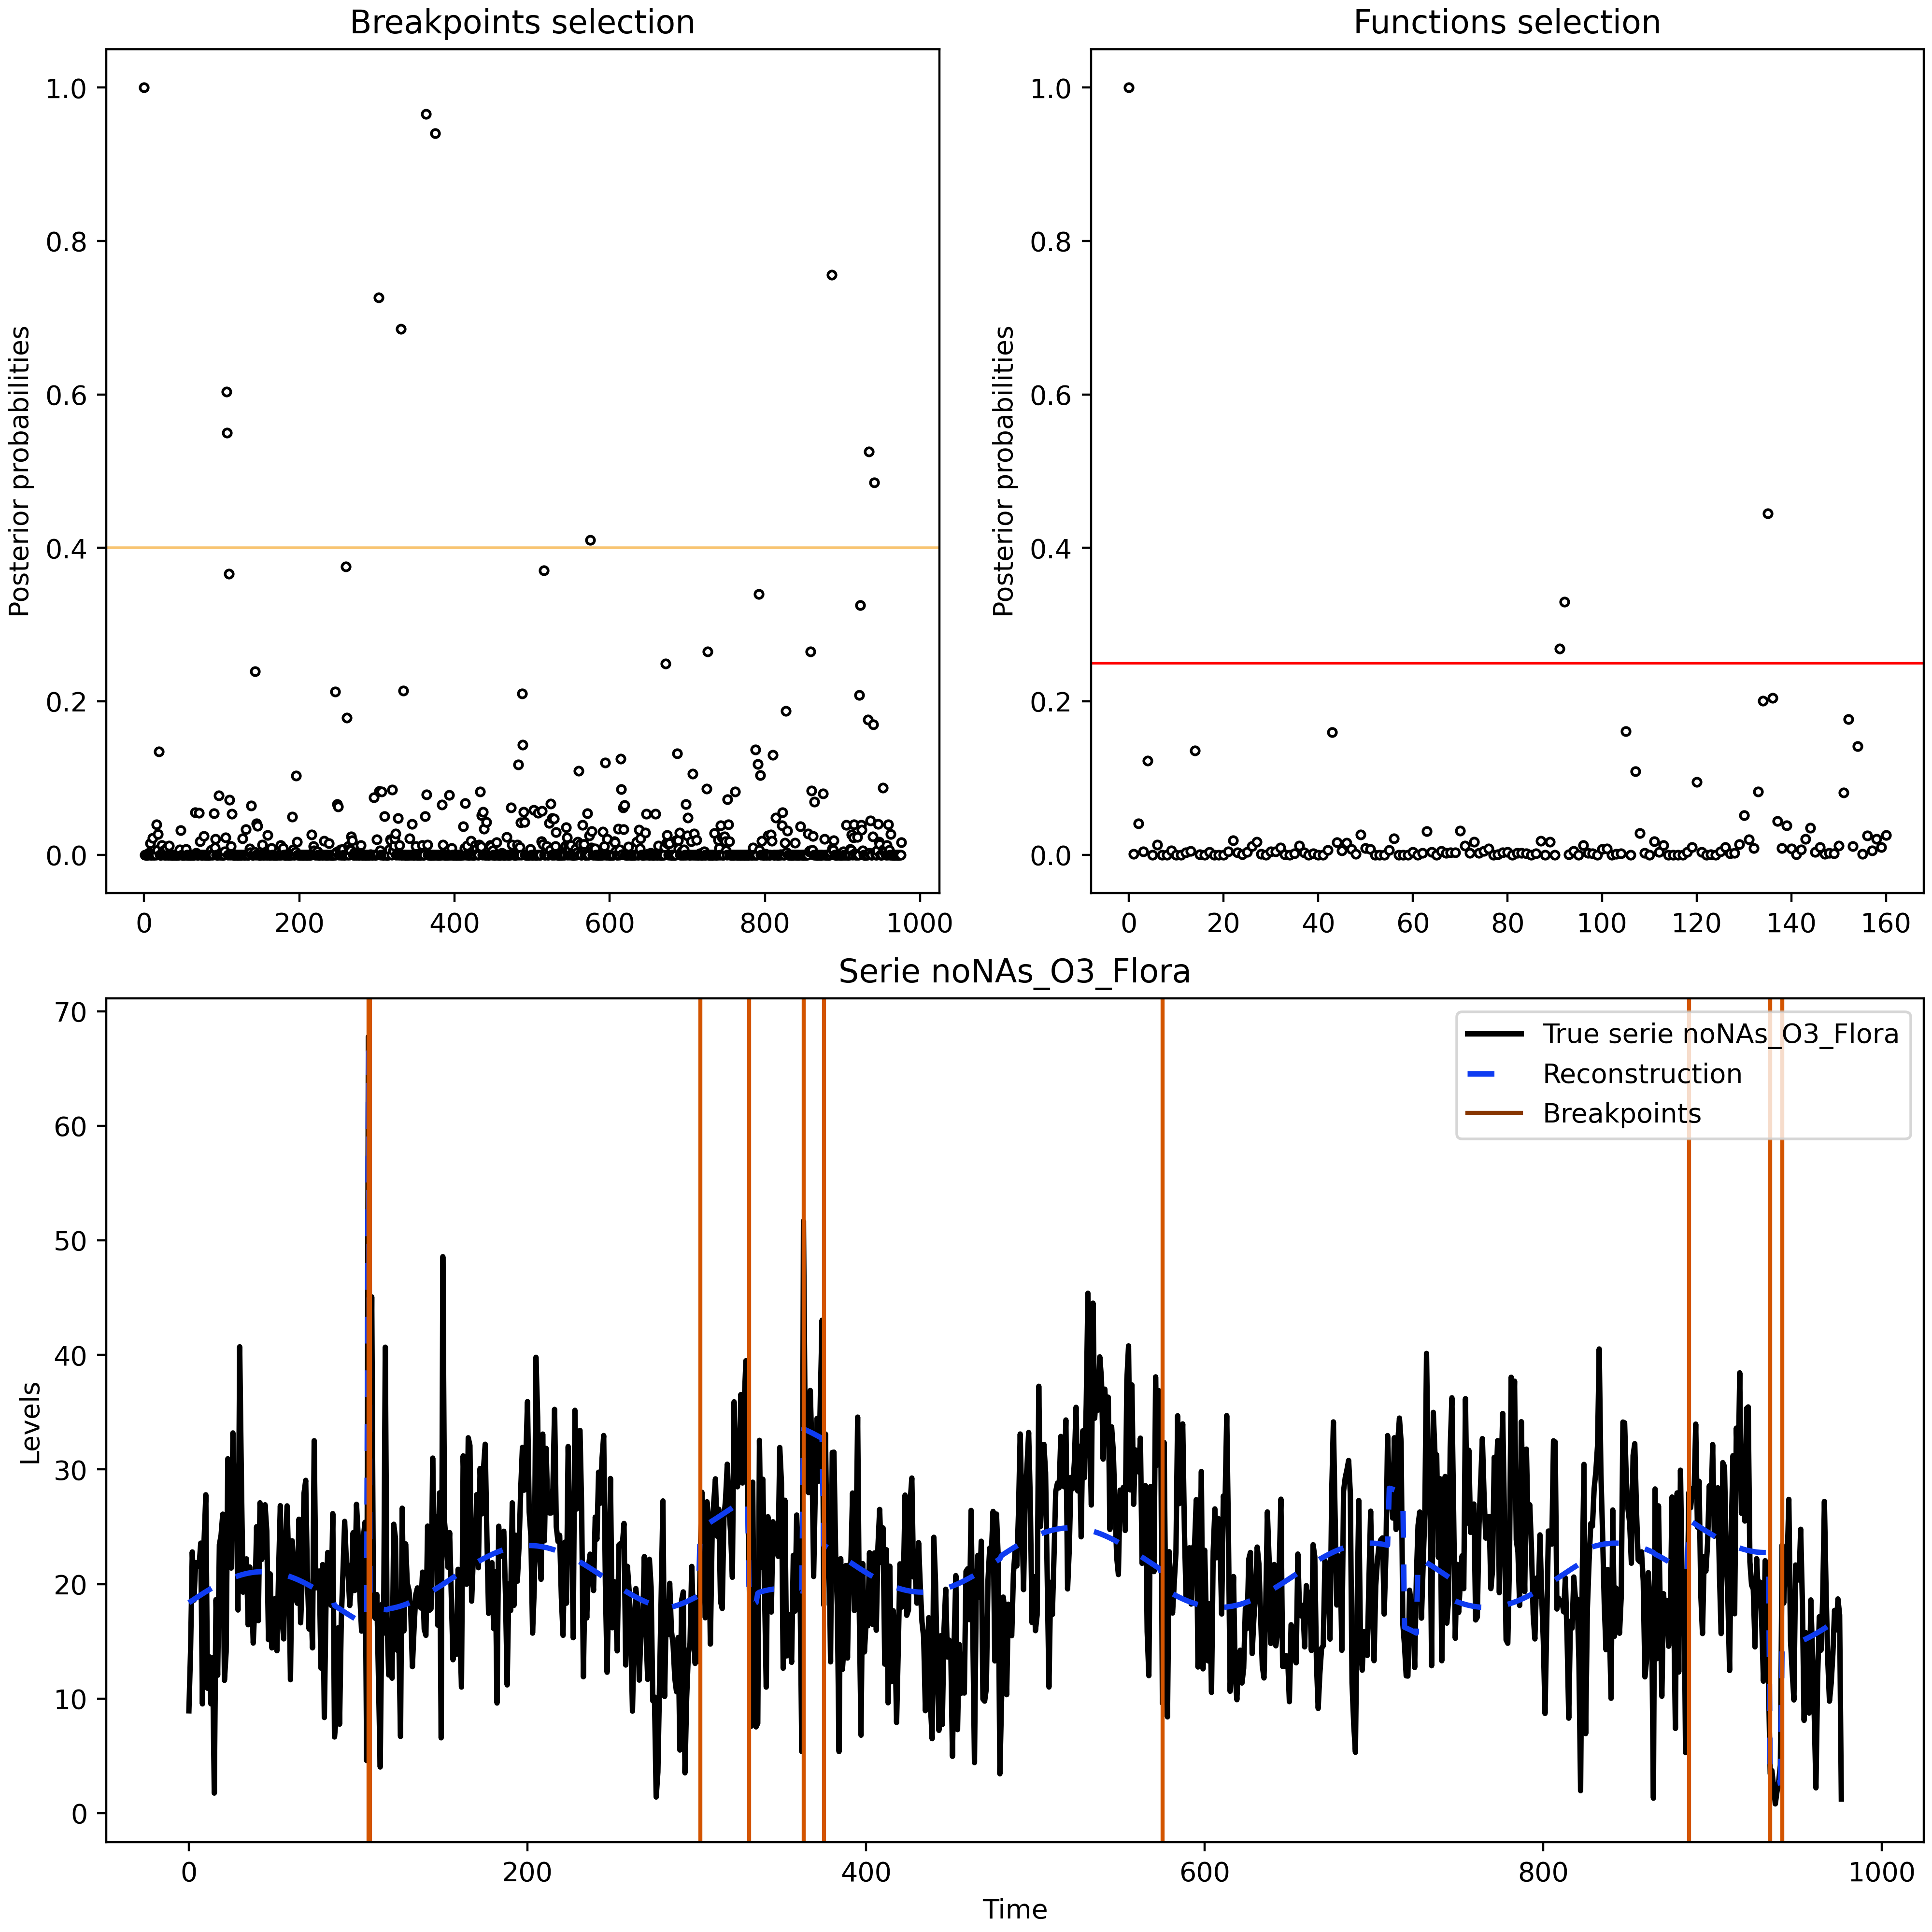 Breakpoints selection
Functions selection
Posterior probabilities
1.0
0.8
0.6
0.4
0.2
0.0
0 200 400 600 800 1000
Posterior probabilities
1.0
0.8
0.6
0.4
0.2
0.0
0 20 40 60 80 100 120 140 160
Serie noNAs_O3_Flora
Levels
70
60
50
40
30
20
10
0
True serie noNAs_O3_Flora
Reconstruction
Breakpoints
0 200 400 600 800 1000
Time